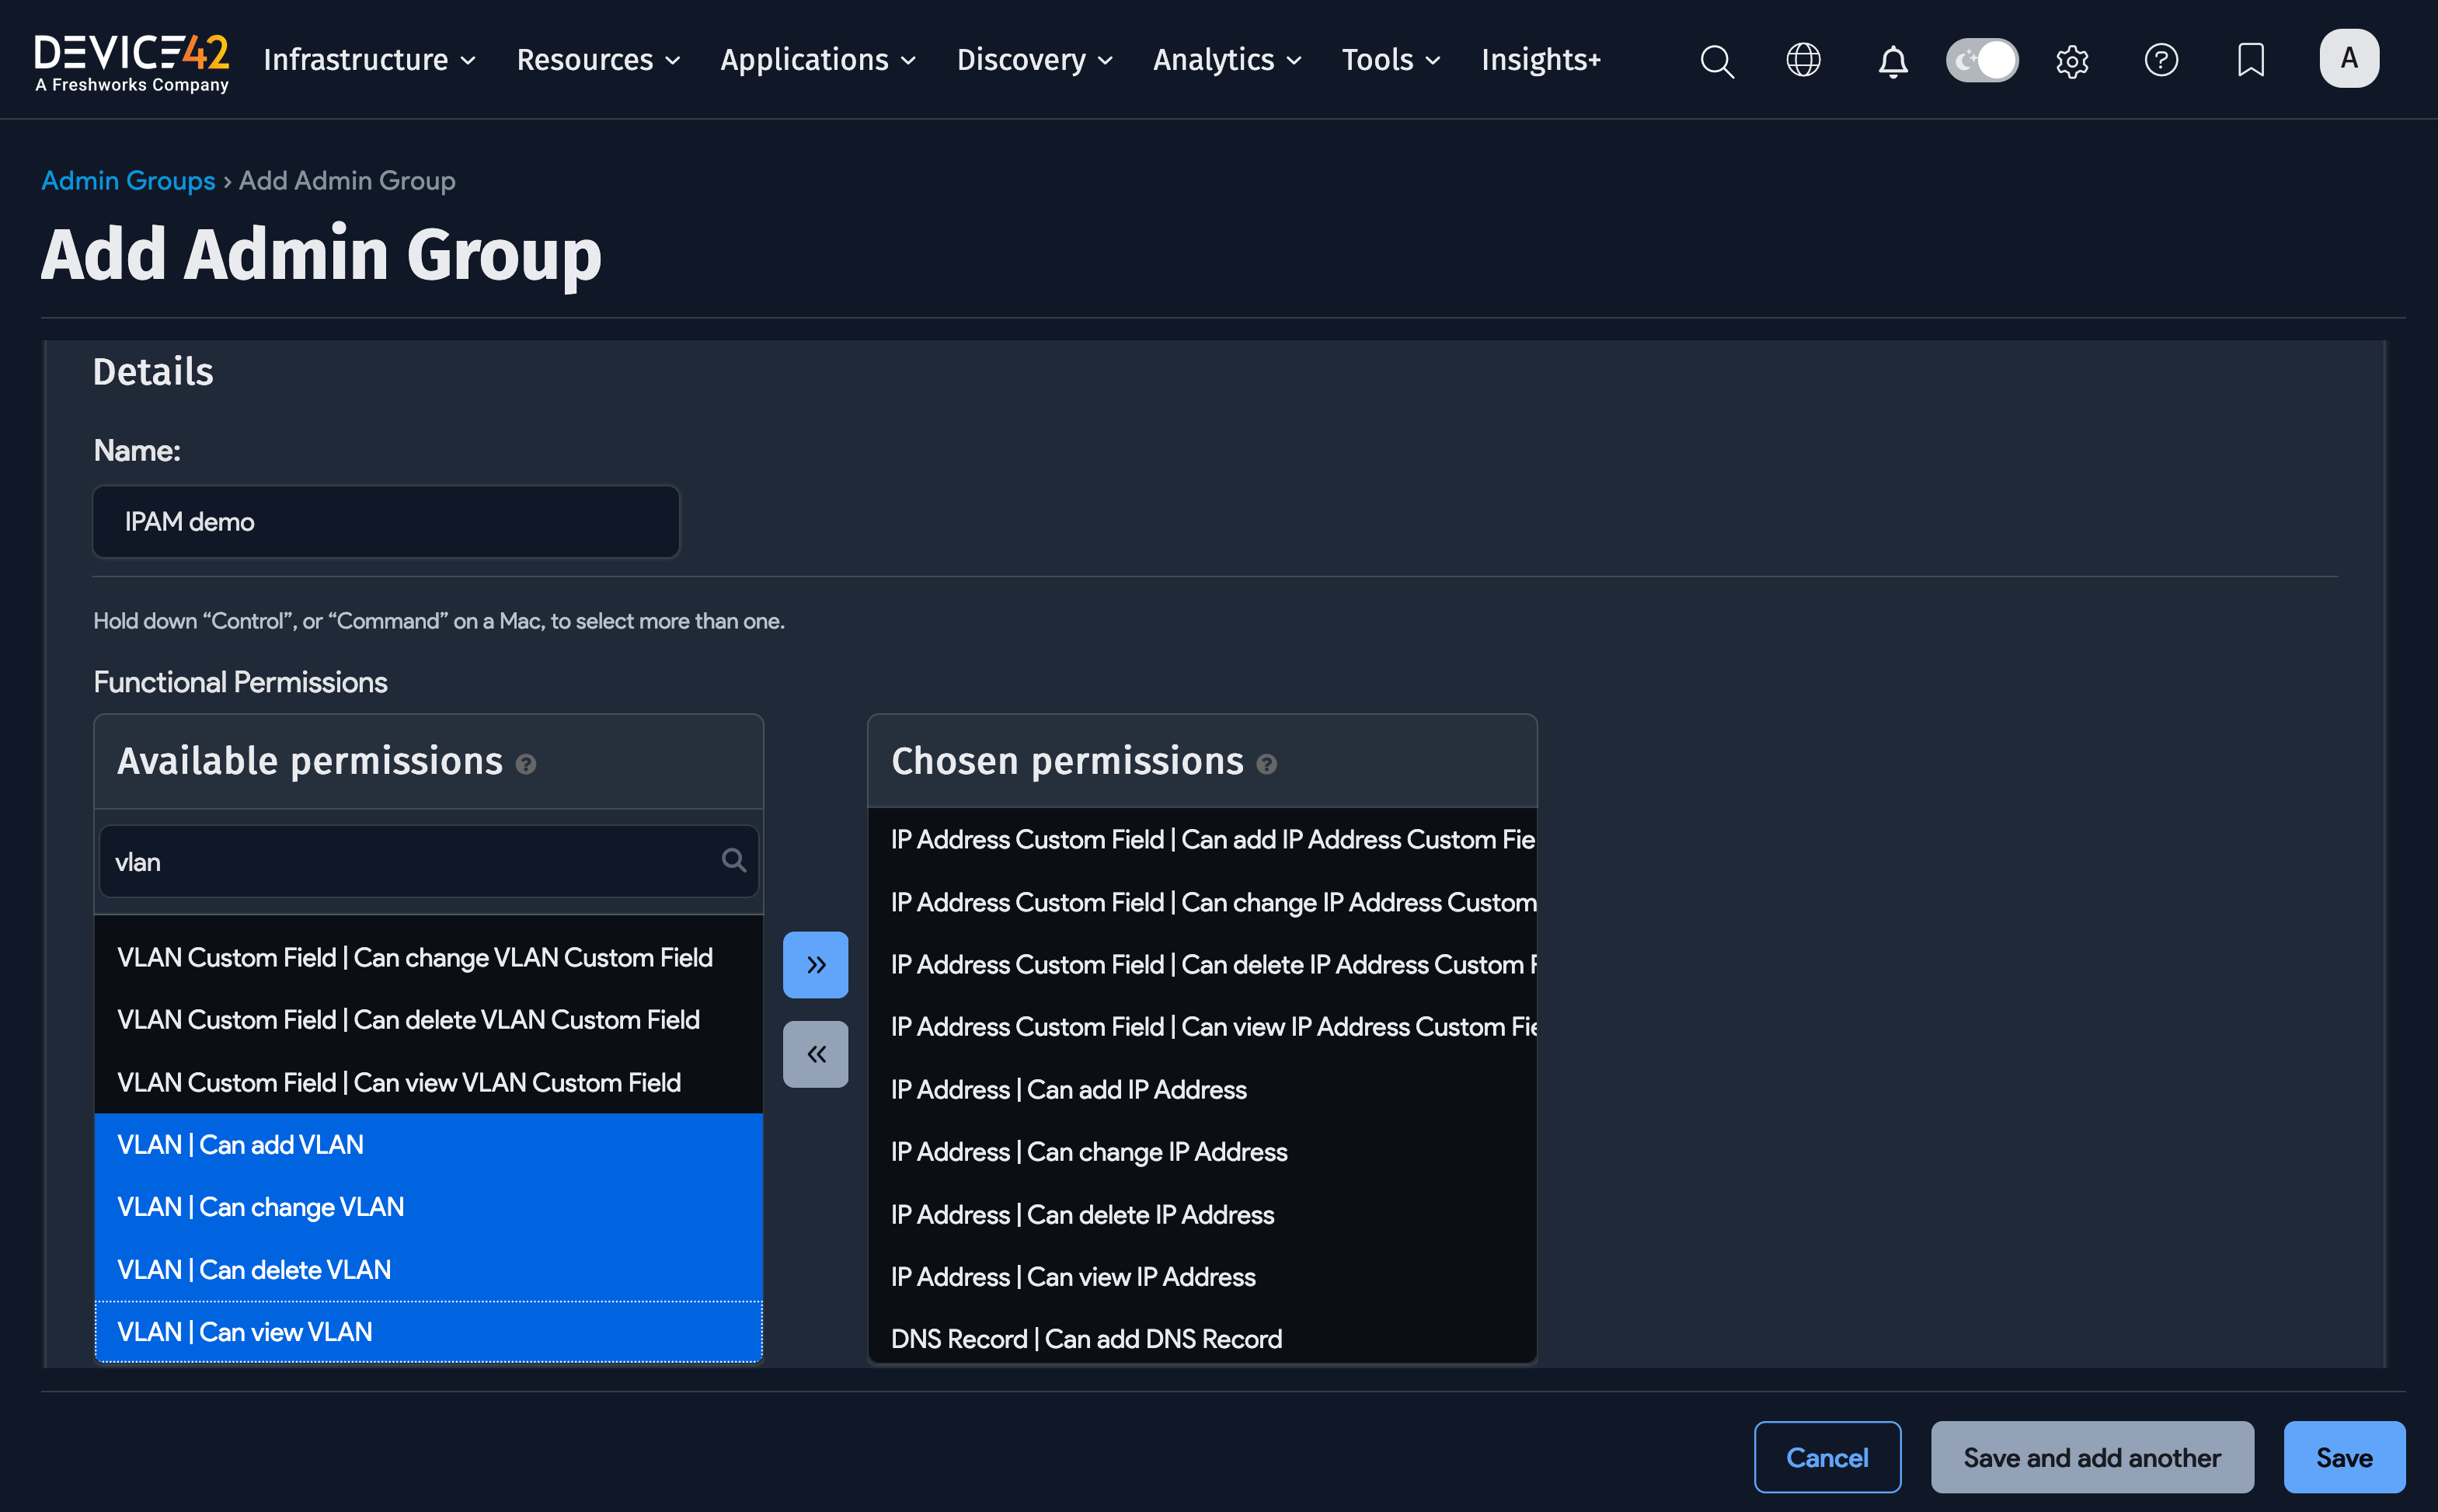 DEVICE42
A Freshworks Company
Infrastructure
Resources
Applications
Discovery
Analytics
Tools
Insights+
A
Admin Groups › Add Admin Group
Add Admin Group
Details
Name:
IPAM demo
Hold down “Control”, or “Command” on a Mac, to select more than one.
Functional Permissions
Available permissions ?
vlan
VLAN Custom Field | Can change VLAN Custom Field
VLAN Custom Field | Can delete VLAN Custom Field
VLAN Custom Field | Can view VLAN Custom Field
VLAN | Can add VLAN
VLAN | Can change VLAN
VLAN | Can delete VLAN
VLAN | Can view VLAN
Chosen permissions ?
IP Address Custom Field | Can add IP Address Custom Fie
IP Address Custom Field | Can change IP Address Custom
IP Address Custom Field | Can delete IP Address Custom F
IP Address Custom Field | Can view IP Address Custom Fie
IP Address | Can add IP Address
IP Address | Can change IP Address
IP Address | Can delete IP Address
IP Address | Can view IP Address
DNS Record | Can add DNS Record
Cancel
Save and add another
Save